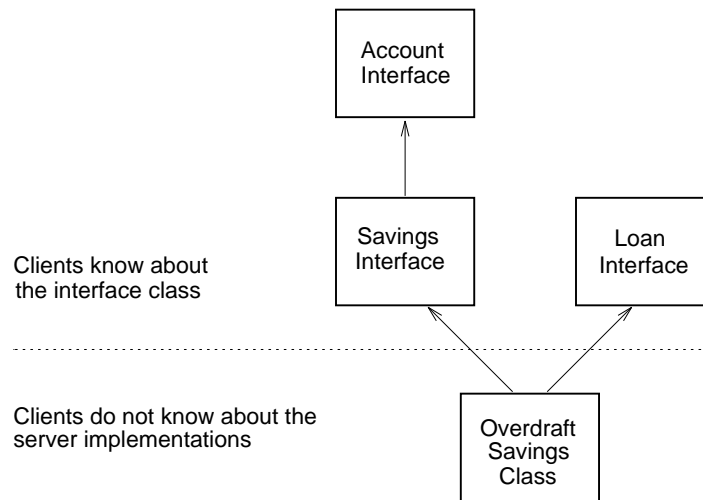 Account
Interface
Savings
Interface
Loan
Interface
Clients know about
the interface class
Clients do not know about the
server implementations
Overdraft
Savings
Class